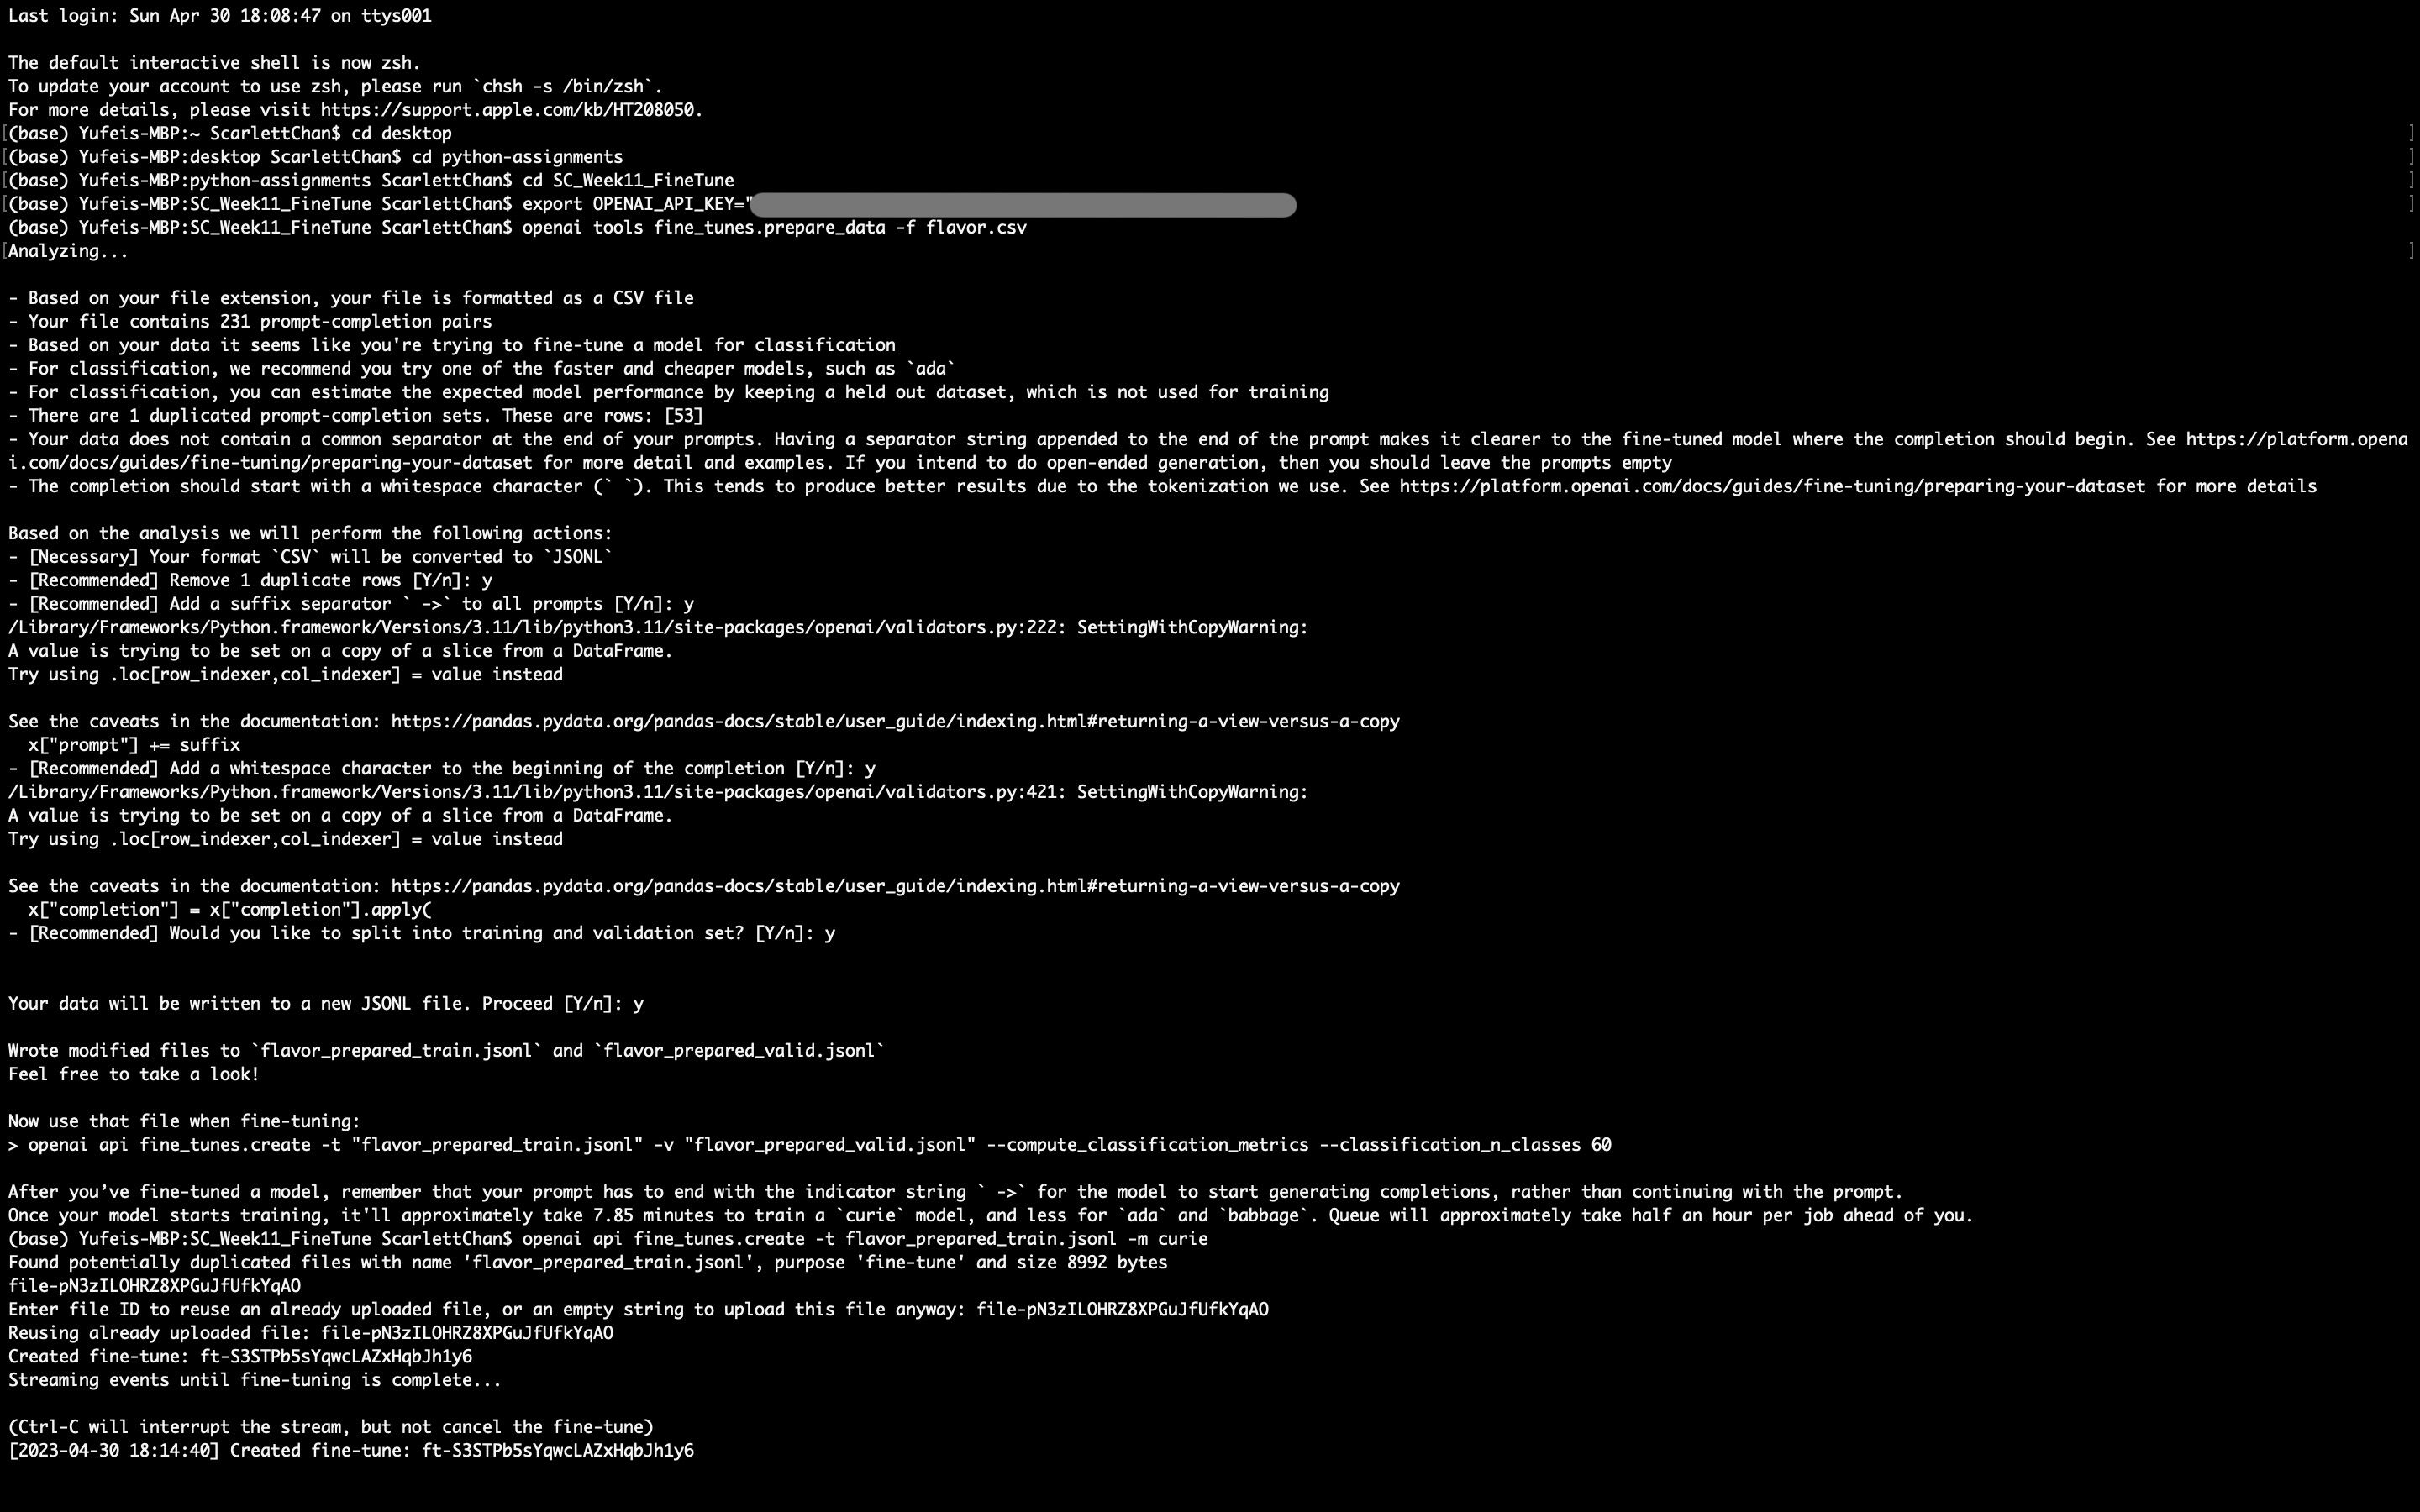 Last login: Sun Apr 30 18:08:47 on ttys001
The default interactive shell is now zsh.
To update your account to use zsh, please run `chsh -s /bin/zsh`.
For more details, please visit https://support.apple.com/kb/HT208050.
[(base) Yufeis-MBP:~ ScarlettChan$ cd desktop ]
[(base) Yufeis-MBP:desktop ScarlettChan$ cd python-assignments ]
[(base) Yufeis-MBP:python-assignments ScarlettChan$ cd SC_Week11_FineTune ]
[(base) Yufeis-MBP:SC_Week11_FineTune ScarlettChan$ export OPENAI_API_KEY=" ]
(base) Yufeis-MBP:SC_Week11_FineTune ScarlettChan$ openai tools fine_tunes.prepare_data -f flavor.csv
[Analyzing... ]
- Based on your file extension, your file is formatted as a CSV file
- Your file contains 231 prompt-completion pairs
- Based on your data it seems like you're trying to fine-tune a model for classification
- For classification, we recommend you try one of the faster and cheaper models, such as `ada`
- For classification, you can estimate the expected model performance by keeping a held out dataset, which is not used for training
- There are 1 duplicated prompt-completion sets. These are rows: [53]
- Your data does not contain a common separator at the end of your prompts. Having a separator string appended to the end of the prompt makes it clearer to the fine-tuned model where the completion should begin. See https://platform.opena
i.com/docs/guides/fine-tuning/preparing-your-dataset for more detail and examples. If you intend to do open-ended generation, then you should leave the prompts empty
- The completion should start with a whitespace character (` `). This tends to produce better results due to the tokenization we use. See https://platform.openai.com/docs/guides/fine-tuning/preparing-your-dataset for more details
Based on the analysis we will perform the following actions:
- [Necessary] Your format `CSV` will be converted to `JSONL`
- [Recommended] Remove 1 duplicate rows [Y/n]: y
- [Recommended] Add a suffix separator ` ->` to all prompts [Y/n]: y
/Library/Frameworks/Python.framework/Versions/3.11/lib/python3.11/site-packages/openai/validators.py:222: SettingWithCopyWarning:
A value is trying to be set on a copy of a slice from a DataFrame.
Try using .loc[row_indexer,col_indexer] = value instead
See the caveats in the documentation: https://pandas.pydata.org/pandas-docs/stable/user_guide/indexing.html#returning-a-view-versus-a-copy
x["prompt"] += suffix
- [Recommended] Add a whitespace character to the beginning of the completion [Y/n]: y
/Library/Frameworks/Python.framework/Versions/3.11/lib/python3.11/site-packages/openai/validators.py:421: SettingWithCopyWarning:
A value is trying to be set on a copy of a slice from a DataFrame.
Try using .loc[row_indexer,col_indexer] = value instead
See the caveats in the documentation: https://pandas.pydata.org/pandas-docs/stable/user_guide/indexing.html#returning-a-view-versus-a-copy
x["completion"] = x["completion"].apply(
- [Recommended] Would you like to split into training and validation set? [Y/n]: y
Your data will be written to a new JSONL file. Proceed [Y/n]: y
Wrote modified files to `flavor_prepared_train.jsonl` and `flavor_prepared_valid.jsonl`
Feel free to take a look!
Now use that file when fine-tuning:
> openai api fine_tunes.create -t "flavor_prepared_train.jsonl" -v "flavor_prepared_valid.jsonl" --compute_classification_metrics --classification_n_classes 60
After you’ve fine-tuned a model, remember that your prompt has to end with the indicator string ` ->` for the model to start generating completions, rather than continuing with the prompt.
Once your model starts training, it'll approximately take 7.85 minutes to train a `curie` model, and less for `ada` and `babbage`. Queue will approximately take half an hour per job ahead of you.
(base) Yufeis-MBP:SC_Week11_FineTune ScarlettChan$ openai api fine_tunes.create -t flavor_prepared_train.jsonl -m curie
Found potentially duplicated files with name 'flavor_prepared_train.jsonl', purpose 'fine-tune' and size 8992 bytes
file-pN3zILOHRZ8XPGuJfUfkYqAO
Enter file ID to reuse an already uploaded file, or an empty string to upload this file anyway: file-pN3zILOHRZ8XPGuJfUfkYqAO
Reusing already uploaded file: file-pN3zILOHRZ8XPGuJfUfkYqAO
Created fine-tune: ft-S3STPb5sYqwcLAZxHqbJh1y6
Streaming events until fine-tuning is complete...
(Ctrl-C will interrupt the stream, but not cancel the fine-tune)
[2023-04-30 18:14:40] Created fine-tune: ft-S3STPb5sYqwcLAZxHqbJh1y6